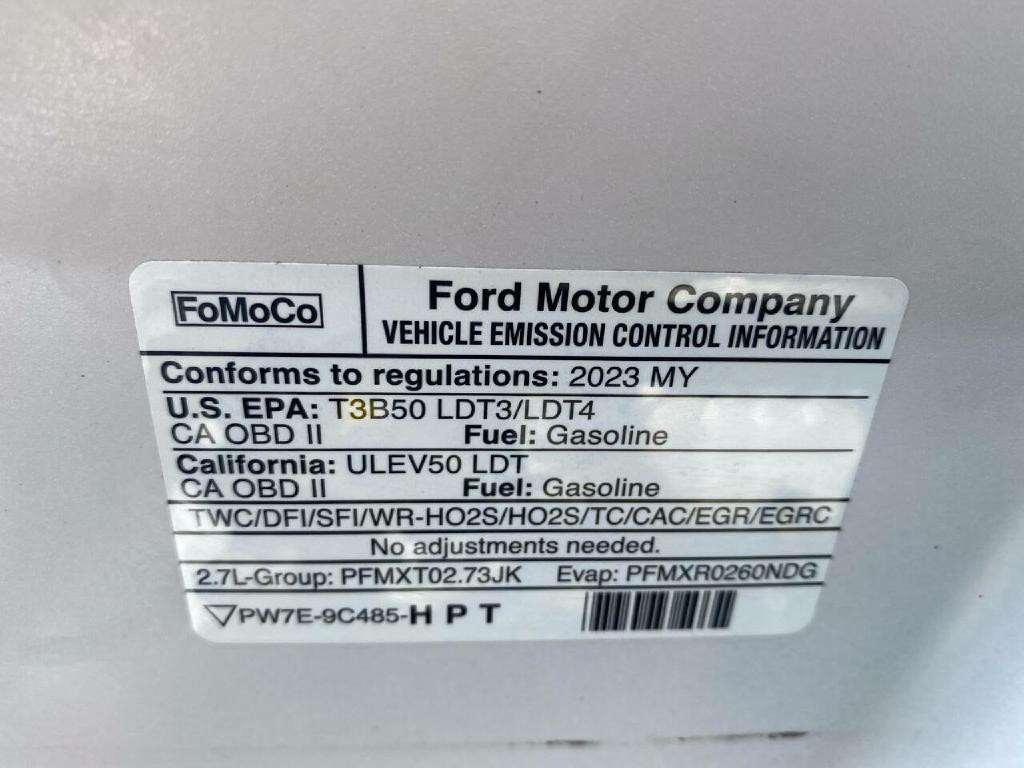 FoMoCo
Ford Motor Company
VEHICLE EMISSION CONTROL INFORMATION
Conforms to regulations: 2023 MY
U.S. EPA: T3B50 LDT3/LDT4
CA OBD II Fuel: Gasoline
California: ULEV50 LDT
CA OBD II Fuel: Gasoline
TWC/DFI/SFI/WR-HO2S/HO2S/TC/CAC/EGR/EGRC
No adjustments needed.
2.7L-Group: PFMXT02.73JK Evap: PFMXR0260NDG
PW7E-9C485-H P T